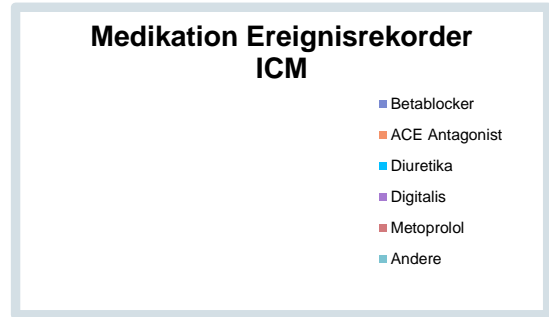 Medikation Ereignisrekorder
ICM
Betablocker
ACE Antagonist
Diuretika
Digitalis
Metoprolol
Andere